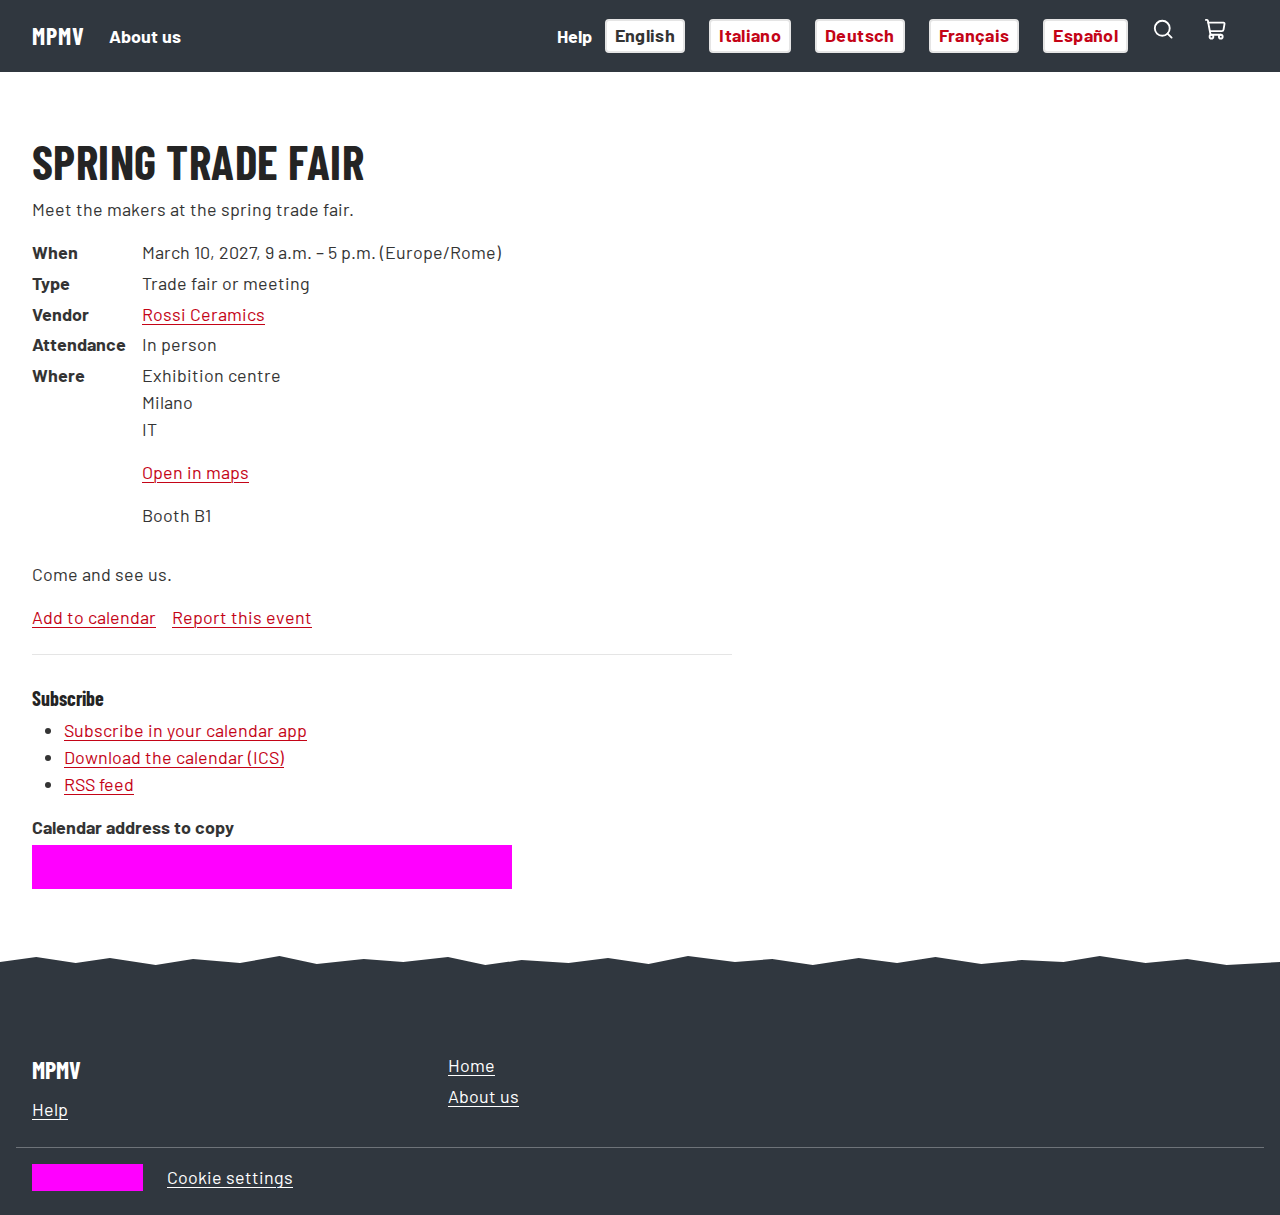 MPMV About us Help English Italiano Deutsch Français Español
SPRING TRADE FAIR
Meet the makers at the spring trade fair.
When March 10, 2027, 9 a.m. – 5 p.m. (Europe/Rome)
Type Trade fair or meeting
Vendor Rossi Ceramics
Attendance In person
Where Exhibition centre
Milano
IT
Open in maps
Booth B1
Come and see us.
Add to calendar Report this event
Subscribe
Subscribe in your calendar app
Download the calendar (ICS)
RSS feed
Calendar address to copy
MPMV
Help
Home
About us
Cookie settings